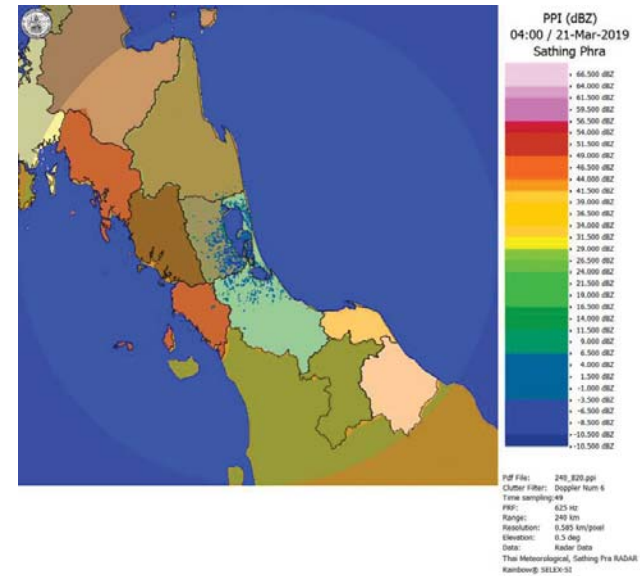 PPI (dBZ)
04:00 / 21-Mar-2019
Sathing Phra
66.500 dBZ
64.000 dBZ
61.500 dBZ
59.500 dBZ
56.500 dBZ
54.000 dBZ
51.500 dBZ
49.000 dBZ
46.500 dBZ
44.000 dBZ
41.500 dBZ
39.000 dBZ
36.500 dBZ
34.000 dBZ
31.500 dBZ
29.000 dBZ
26.500 dBZ
24.000 dBZ
21.500 dBZ
19.000 dBZ
16.500 dBZ
14.000 dBZ
11.500 dBZ
9.000 dBZ
6.500 dBZ
4.000 dBZ
1.500 dBZ
-1.000 dBZ
-3.500 dBZ
-6.500 dBZ
-8.500 dBZ
-10.500 dBZ
-10.500 dBZ
Pdf File: 240_820.ppi
Clutter Filter: Doppler Num 6
Time sampling:49
PRF: 625 Hz
Range: 240 km
Resolution: 0.585 km/pixel
Elevation: 0.5 deg
Data: Radar Data
Thai Meteorological, Sathing Pra RADAR
Rainbow® SELEX-SI